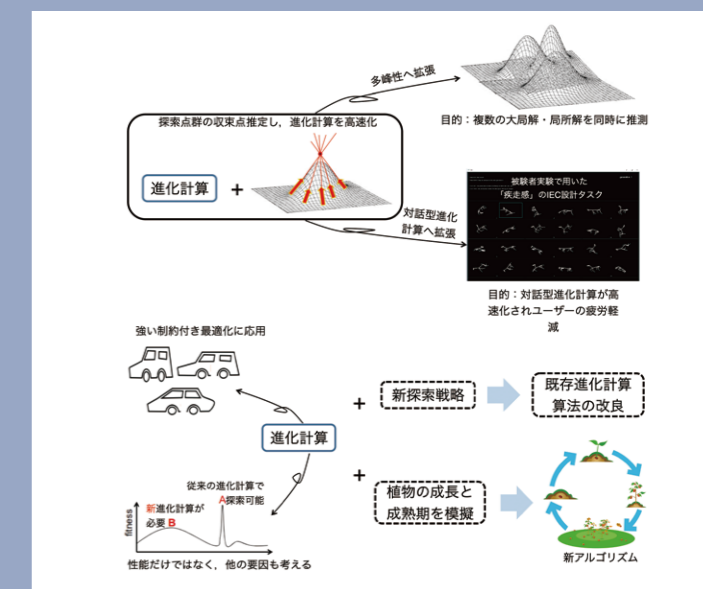 多峰性へ拡張
目的：複数の大局解・局所解を同時に推測
探索点群の収束点推定し，進化計算を高速化
進化計算
+
被験者実験で用いた
「疾走感」のIEC設計タスク
対話型進化
計算へ拡張
目的：対話型進化計算が高
速化されユーザーの疲労軽
減
強い制約付き最適化に応用
+
新探索戦略
既存進化計算
算法の改良
進化計算
従来の進化計算で
A探索可能
新進化計算が
必要 B
fitness
性能だけではなく，他の要因も考える
+
植物の成長と
成熟期を模擬
新アルゴリズム